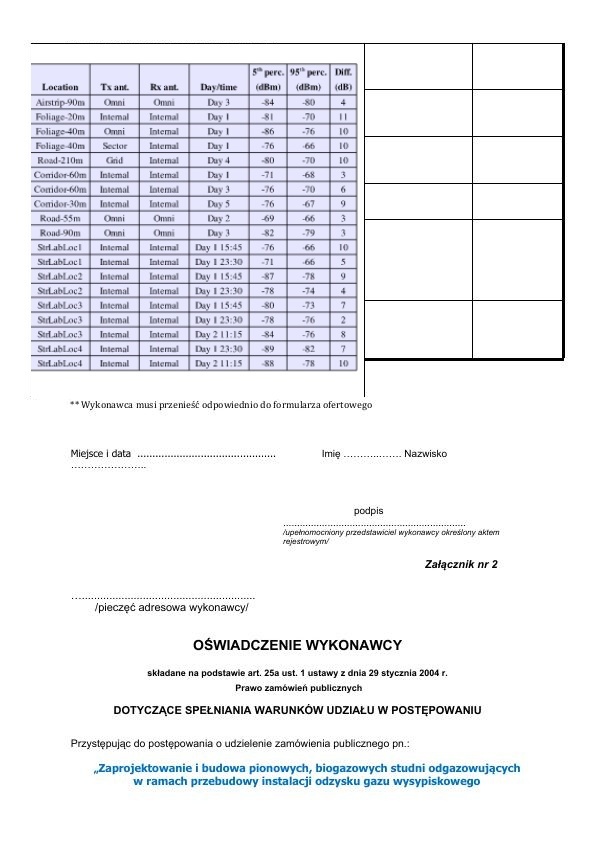 Location Tx ant. Rx ant. Day/time 5th perc. (dBm) 95th perc. (dBm) Diff. (dB)
Airstrip-90m Omni Omni Day 3 -84 -80 4
Foliage-20m Internal Internal Day 1 -81 -70 11
Foliage-40m Omni Omni Day 1 -86 -76 10
Foliage-40m Sector Internal Day 1 -76 -66 10
Road-210m Grid Internal Day 4 -80 -70 10
Corridor-60m Internal Internal Day 1 -71 -68 3
Corridor-60m Internal Internal Day 3 -76 -70 6
Corridor-30m Internal Internal Day 5 -76 -67 9
Road-55m Omni Omni Day 2 -69 -66 3
Road-90m Omni Omni Day 3 -82 -79 3
StrLabLoc1 Internal Internal Day 1 15:45 -76 -66 10
StrLabLoc1 Internal Internal Day 1 23:30 -71 -66 5
StrLabLoc2 Internal Internal Day 1 15:45 -87 -78 9
StrLabLoc2 Internal Internal Day 1 23:30 -78 -74 4
StrLabLoc3 Internal Internal Day 1 15:45 -80 -73 7
StrLabLoc3 Internal Internal Day 1 23:30 -78 -76 2
StrLabLoc3 Internal Internal Day 2 11:15 -84 -76 8
StrLabLoc4 Internal Internal Day 1 23:30 -89 -82 7
StrLabLoc4 Internal Internal Day 2 11:15 -88 -78 10
** Wykonawca musi przenieść odpowiednio do formularza ofertowego
Miejsce i data .............................................. Imię ………..……. Nazwisko
…………………..
podpis
.................................................................
/upełnomocniony przedstawiciel wykonawcy określony aktem
rejestrowym/
Załącznik nr 2
….........................................................
/pieczęć adresowa wykonawcy/
OŚWIADCZENIE WYKONAWCY
składane na podstawie art. 25a ust. 1 ustawy z dnia 29 stycznia 2004 r.
Prawo zamówień publicznych
DOTYCZĄCE SPEŁNIANIA WARUNKÓW UDZIAŁU W POSTĘPOWANIU
Przystępując do postępowania o udzielenie zamówienia publicznego pn.:
„Zaprojektowanie i budowa pionowych, biogazowych studni odgazowujących
w ramach przebudowy instalacji odzysku gazu wysypiskowego